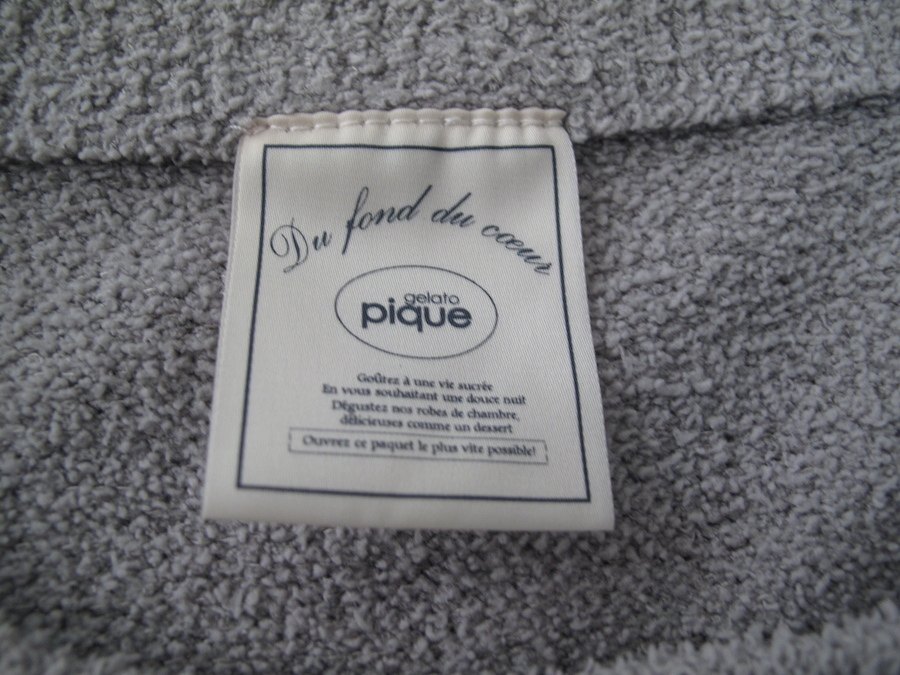 Du fond du cœur
gelato
pique
Goûtez à une vie sucrée
En vous souhaitant une douce nuit
Dégustez nos robes de chambre,
délicieuses comme un dessert
Ouvrez ce paquet le plus vite possible!